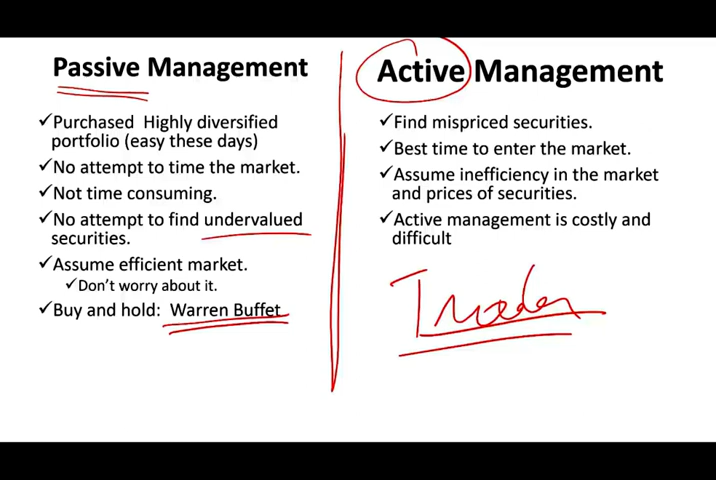 Passive Management
✓Purchased Highly diversified
portfolio (easy these days)
✓No attempt to time the market.
✓Not time consuming.
✓No attempt to find undervalued
securities.
✓Assume efficient market.
✓Don't worry about it.
✓Buy and hold: Warren Buffet
Active Management
✓Find mispriced securities.
✓Best time to enter the market.
✓Assume inefficiency in the market
and prices of securities.
✓Active management is costly and
difficult
Trader